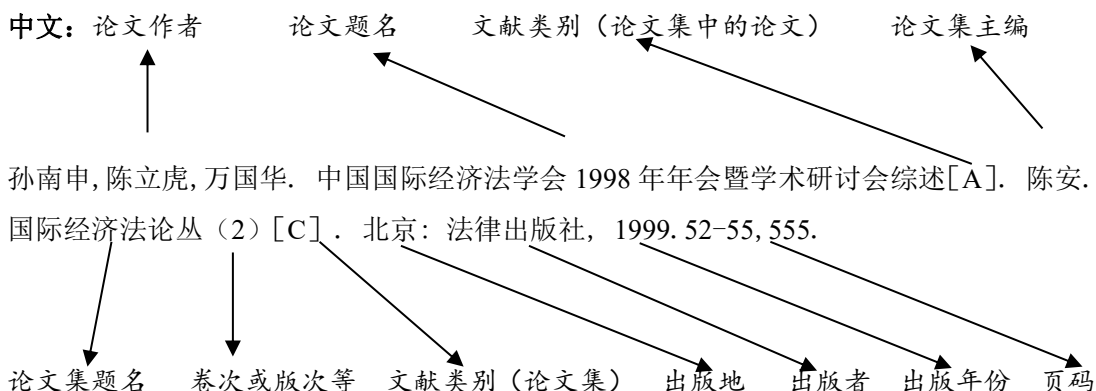 中文：论文作者 论文题名 文献类别（论文集中的论文） 论文集主编
孙南申,陈立虎,万国华. 中国国际经济法学会 1998 年年会暨学术研讨会综述[A]. 陈安.
国际经济法论丛（2）[C]. 北京: 法律出版社, 1999. 52-55, 555.
论文集题名 卷次或版次等 文献类别（论文集） 出版地 出版者 出版年份 页码